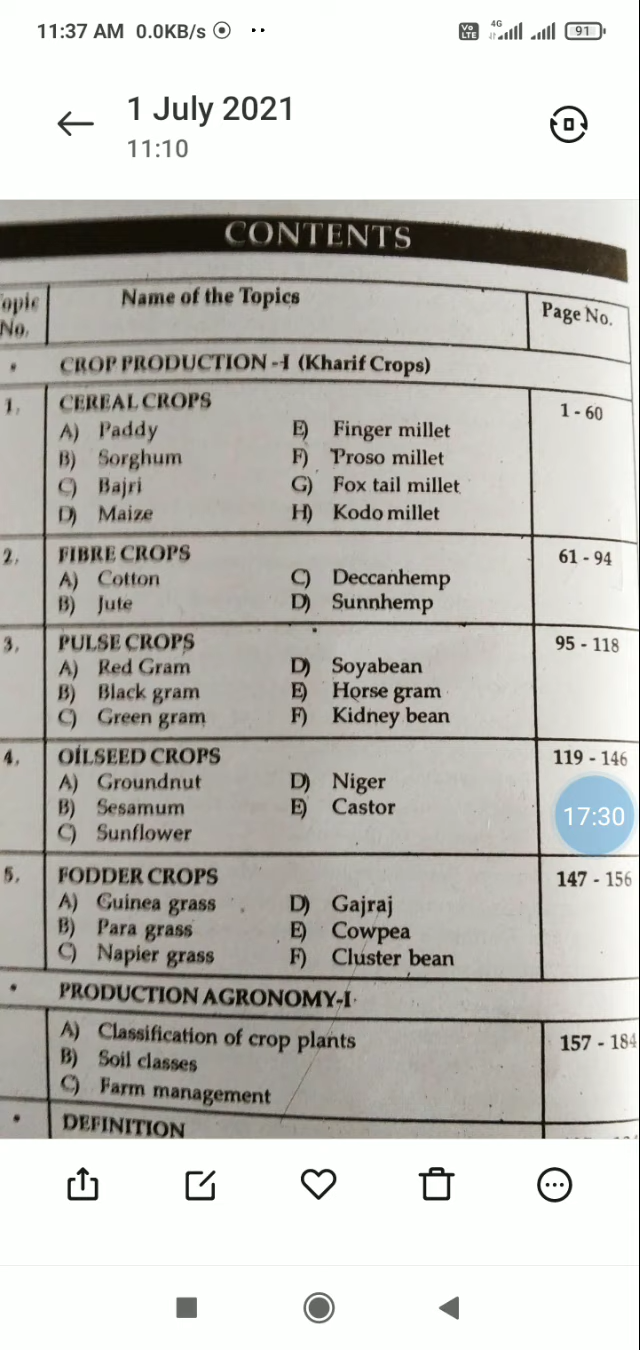 11:37 AM 0.0KB/s
Vo LTE 4G 91
1 July 2021
11:10
CONTENTS
opic No. Name of the Topics Page No.
• CROP PRODUCTION -I (Kharif Crops)
1. CEREAL CROPS 1 - 60
A) Paddy E) Finger millet
B) Sorghum F) Proso millet
C) Bajri G) Fox tail millet
D) Maize H) Kodo millet
2. FIBRE CROPS 61 - 94
A) Cotton C) Deccanhemp
B) Jute D) Sunnhemp
3. PULSE CROPS 95 - 118
A) Red Gram D) Soyabean
B) Black gram E) Horse gram
C) Green gram F) Kidney bean
4. OILSEED CROPS 119 - 146
A) Groundnut D) Niger
B) Sesamum E) Castor
17:30
C) Sunflower
5. FODDER CROPS 147 - 156
A) Guinea grass D) Gajraj
B) Para grass E) Cowpea
C) Napier grass F) Cluster bean
• PRODUCTION AGRONOMY-I
A) Classification of crop plants 157 - 184
B) Soil classes
C) Farm management
• DEFINITION